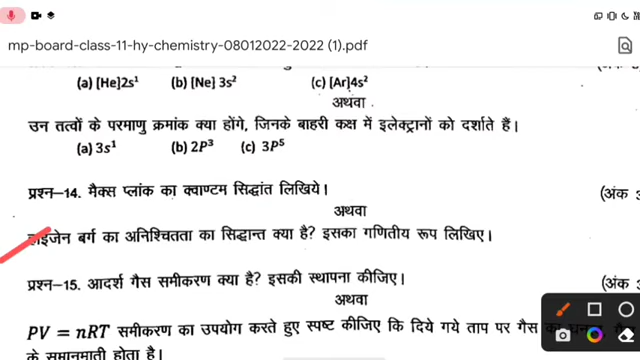 mp-board-class-11-hy-chemistry-08012022-2022 (1).pdf
(a) [He]2s¹ (b) [Ne] 3s² (c) [Ar]4s²
अथवा
उन तत्वों के परमाणु क्रमांक क्या होंगे, जिनके बाहरी कक्ष में इलेक्ट्रानों को दर्शाते हैं।
(a) 3s¹ (b) 2P³ (c) 3P⁵
प्रश्न-14. मैक्स प्लांक का क्वाण्टम सिद्धांत लिखिये। (अंक
अथवा
हाइजेन बर्ग का अनिश्चितता का सिद्धान्त क्या है? इसका गणितीय रूप लिखिए।
प्रश्न-15. आदर्श गैस समीकरण क्या है? इसकी स्थापना कीजिए। (अंक
अथवा
PV = nRT समीकरण का उपयोग करते हुए स्पष्ट कीजिए कि दिये गये ताप पर गैस का
के समानुपाती होता है।